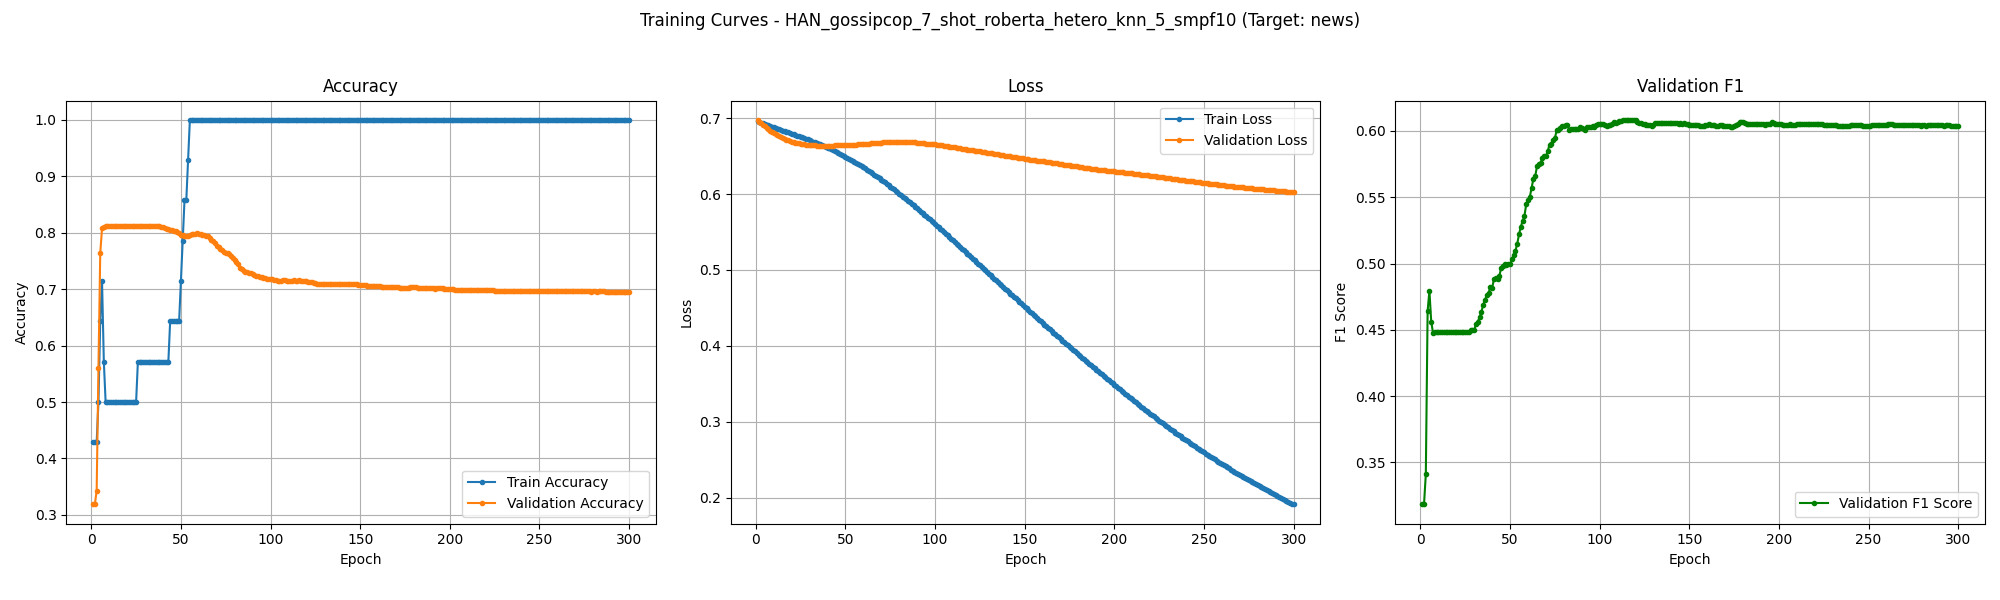 Training Curves - HAN_gossipcop_7_shot_roberta_hetero_knn_5_smpf10 (Target: news)
Accuracy
1.0
0.9
0.8
0.7
0.6
0.5
0.4
0.3
Accuracy
0 50 100 150 200 250 300
Epoch
Train Accuracy
Validation Accuracy
Loss
0.7
0.6
0.5
0.4
0.3
0.2
Loss
0 50 100 150 200 250 300
Epoch
Train Loss
Validation Loss
Validation F1
0.60
0.55
0.50
0.45
0.40
0.35
F1 Score
0 50 100 150 200 250 300
Epoch
Validation F1 Score